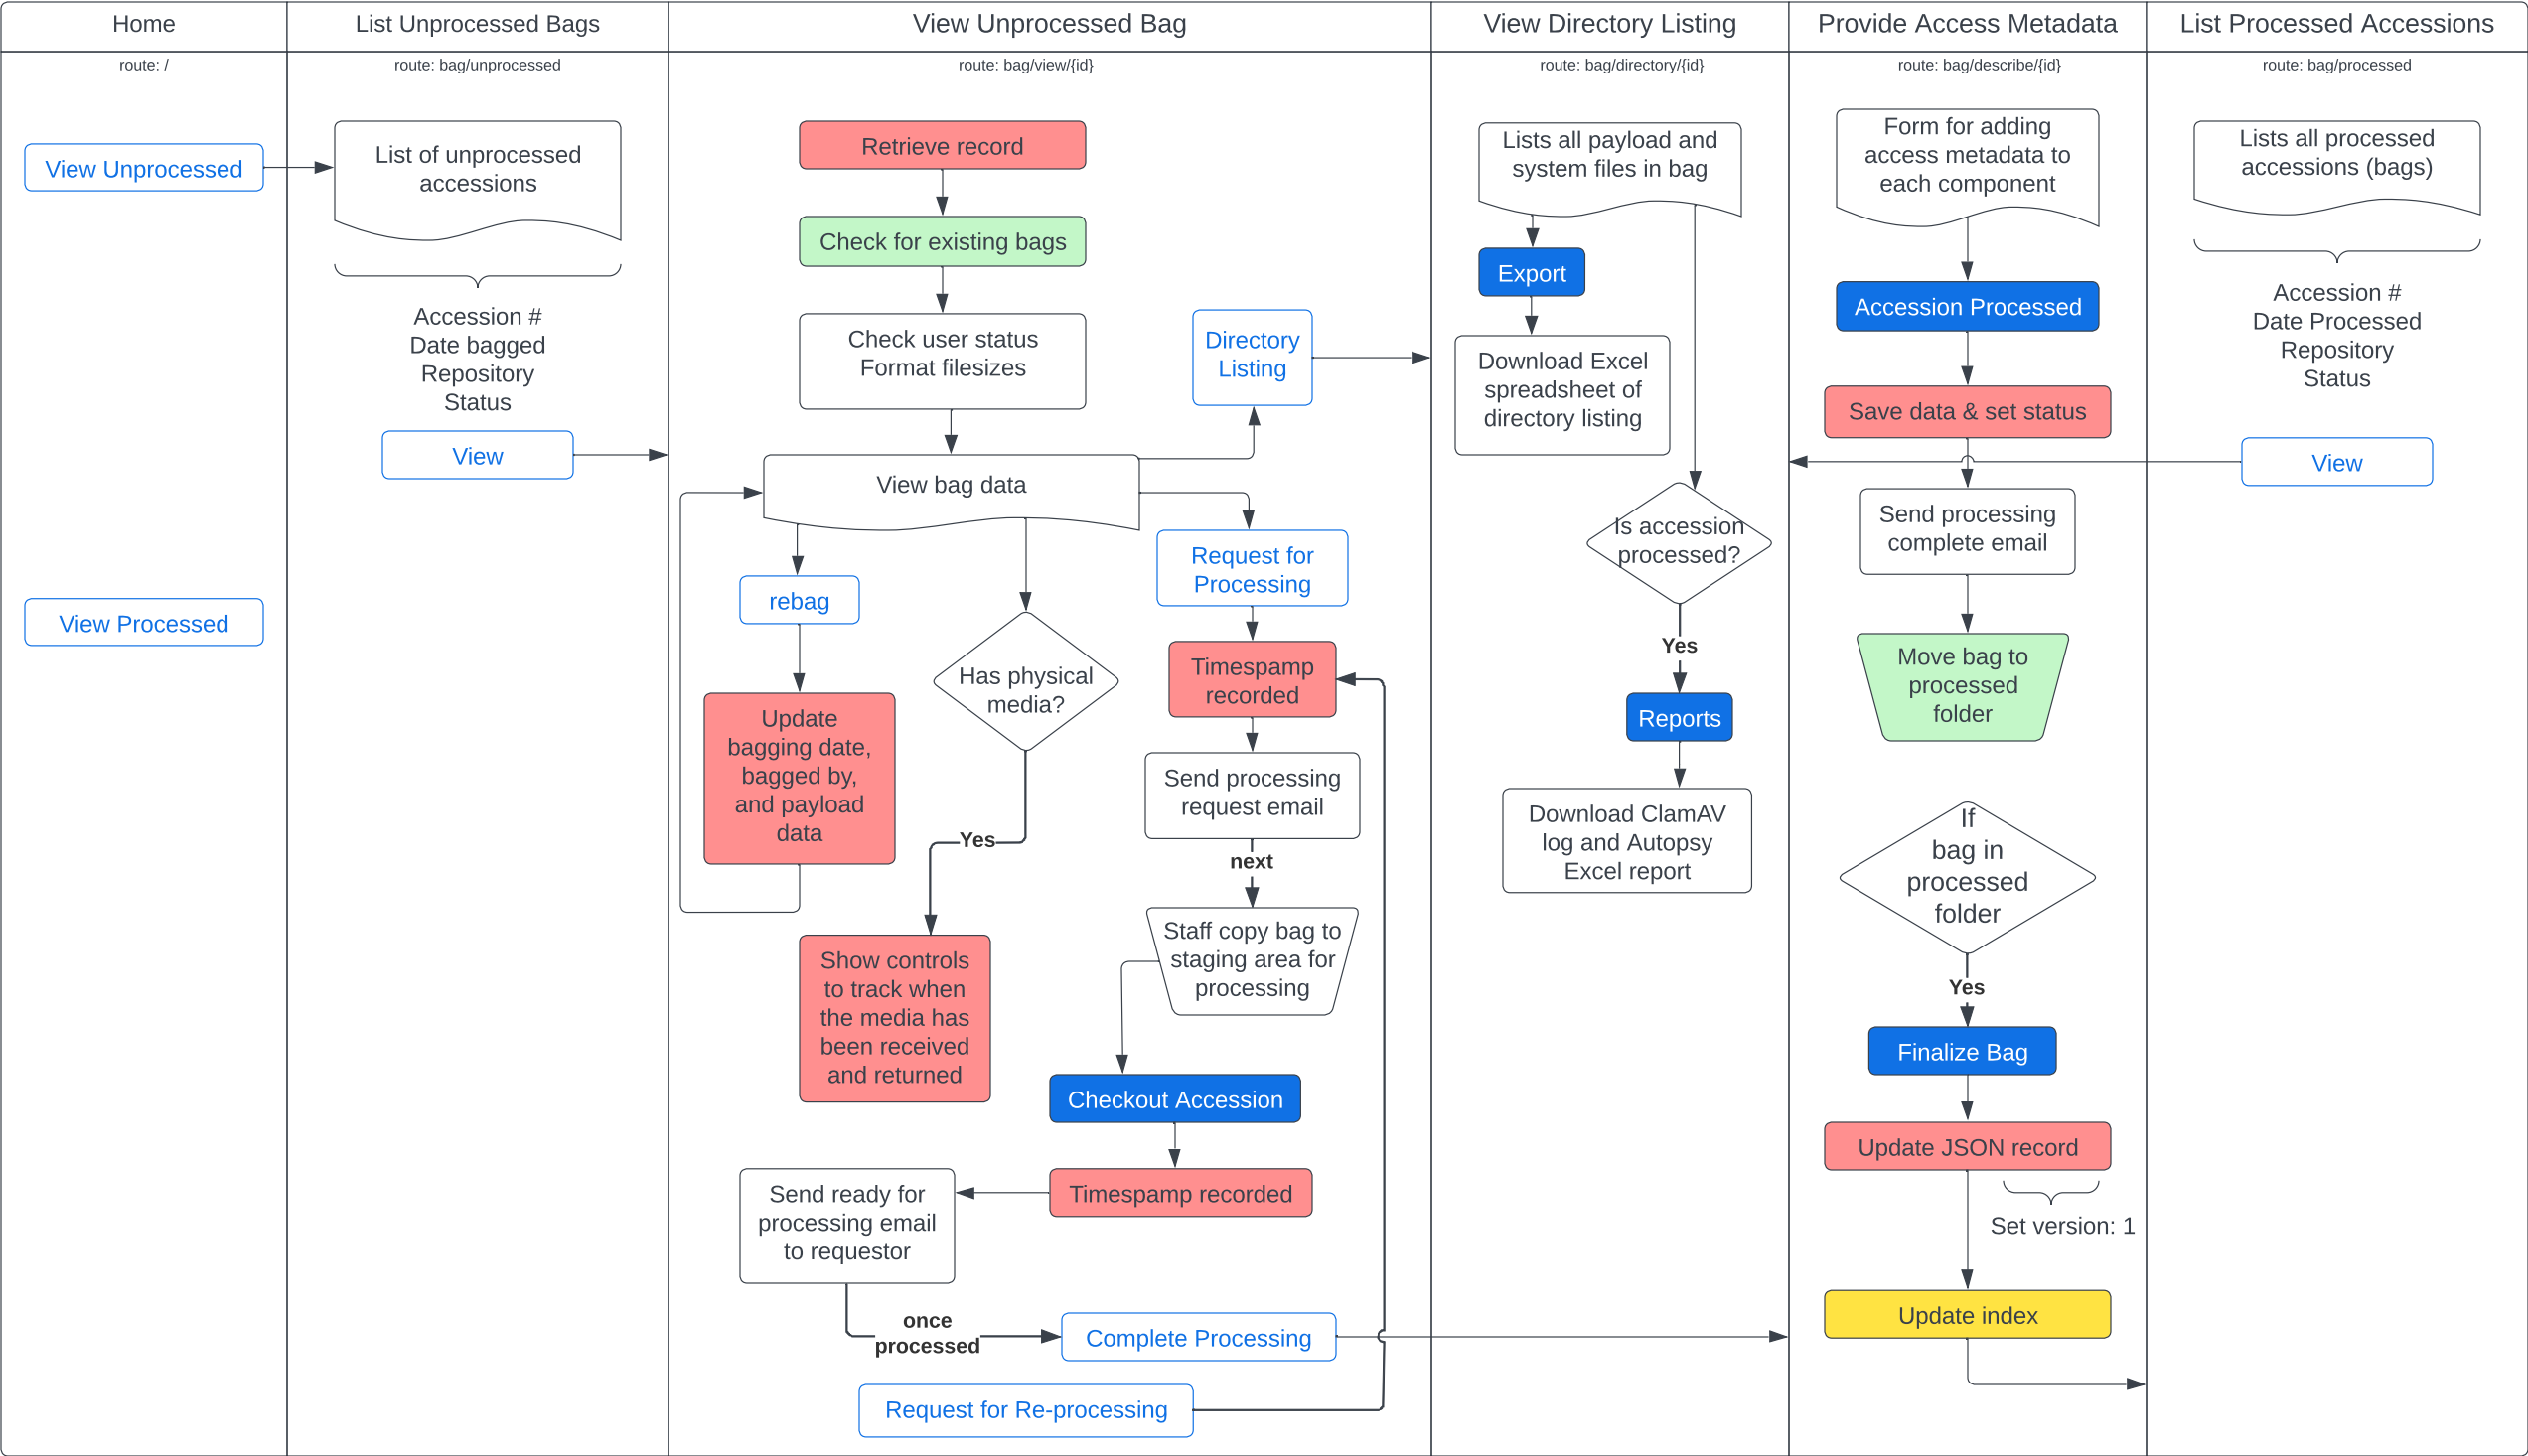 Home
route: /
View Unprocessed
View Processed
List Unprocessed Bags
route: bag/unprocessed
List of unprocessed
accessions
Accession #
Date bagged
Repository
Status
View
View Unprocessed Bag
route: bag/view/{id}
Retrieve record
Check for existing bags
Check user status
Format filesizes
Directory
Listing
View bag data
rebag
Update
bagging date,
bagged by,
and payload
data
Has physical
media?
Yes
Show controls
to track when
the media has
been received
and returned
Request for
Processing
Timespamp
recorded
Send processing
request email
next
Staff copy bag to
staging area for
processing
Checkout Accession
Timespamp recorded
Send ready for
processing email
to requestor
once
processed
Complete Processing
Request for Re-processing
View Directory Listing
route: bag/directory/{id}
Lists all payload and
system files in bag
Export
Download Excel
spreadsheet of
directory listing
Is accession
processed?
Yes
Reports
Download ClamAV
log and Autopsy
Excel report
Provide Access Metadata
route: bag/describe/{id}
Form for adding
access metadata to
each component
Accession Processed
Save data & set status
Send processing
complete email
Move bag to
processed
folder
If
bag in
processed
folder
Yes
Finalize Bag
Update JSON record
Set version: 1
Update index
List Processed Accessions
route: bag/processed
Lists all processed
accessions (bags)
Accession #
Date Processed
Repository
Status
View